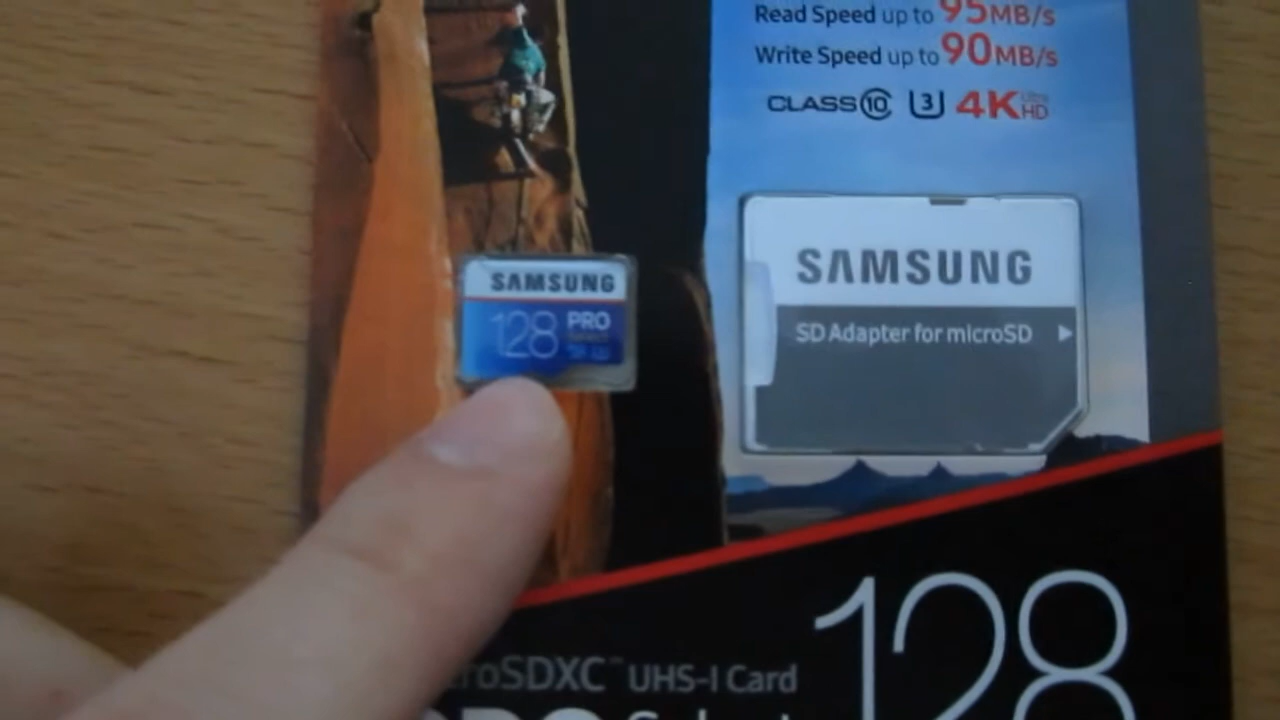 Read Speed up to 95MB/s
Write Speed up to 90MB/s
CLASS 10 U3 4K Ultra HD
SAMSUNG
128 PRO
SAMSUNG
SD Adapter for microSD
roSDXC™ UHS-I Card
128